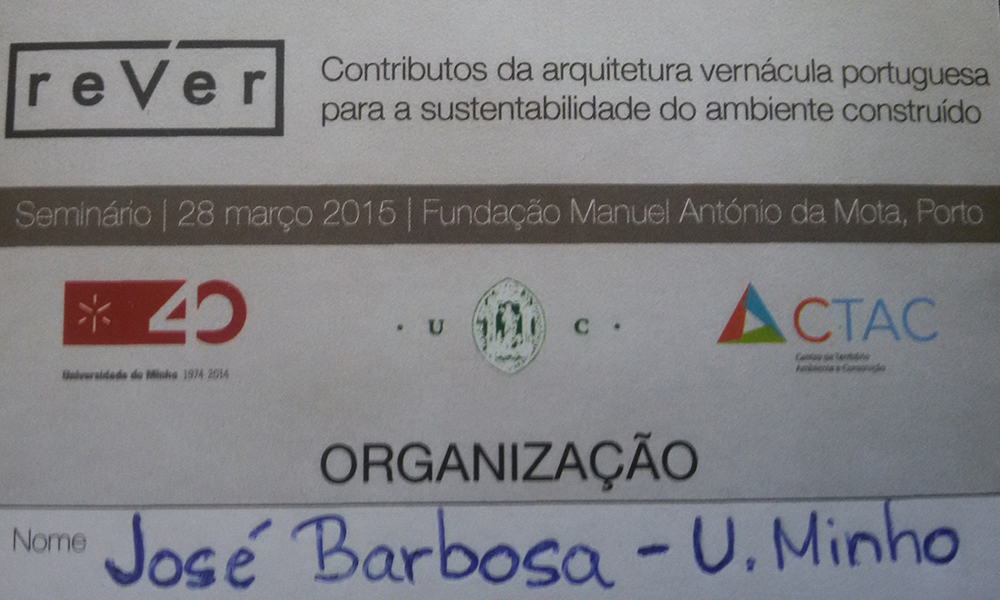 reVer
Contributos da arquitetura vernácula portuguesa
para a sustentabilidade do ambiente construído
Seminário | 28 março 2015 | Fundação Manuel António da Mota, Porto
40
Universidade do Minho 1974 2014
· U C ·
CTAC
Centro de Território
Ambiente e Construção
ORGANIZAÇÃO
Nome José Barbosa - U. Minho